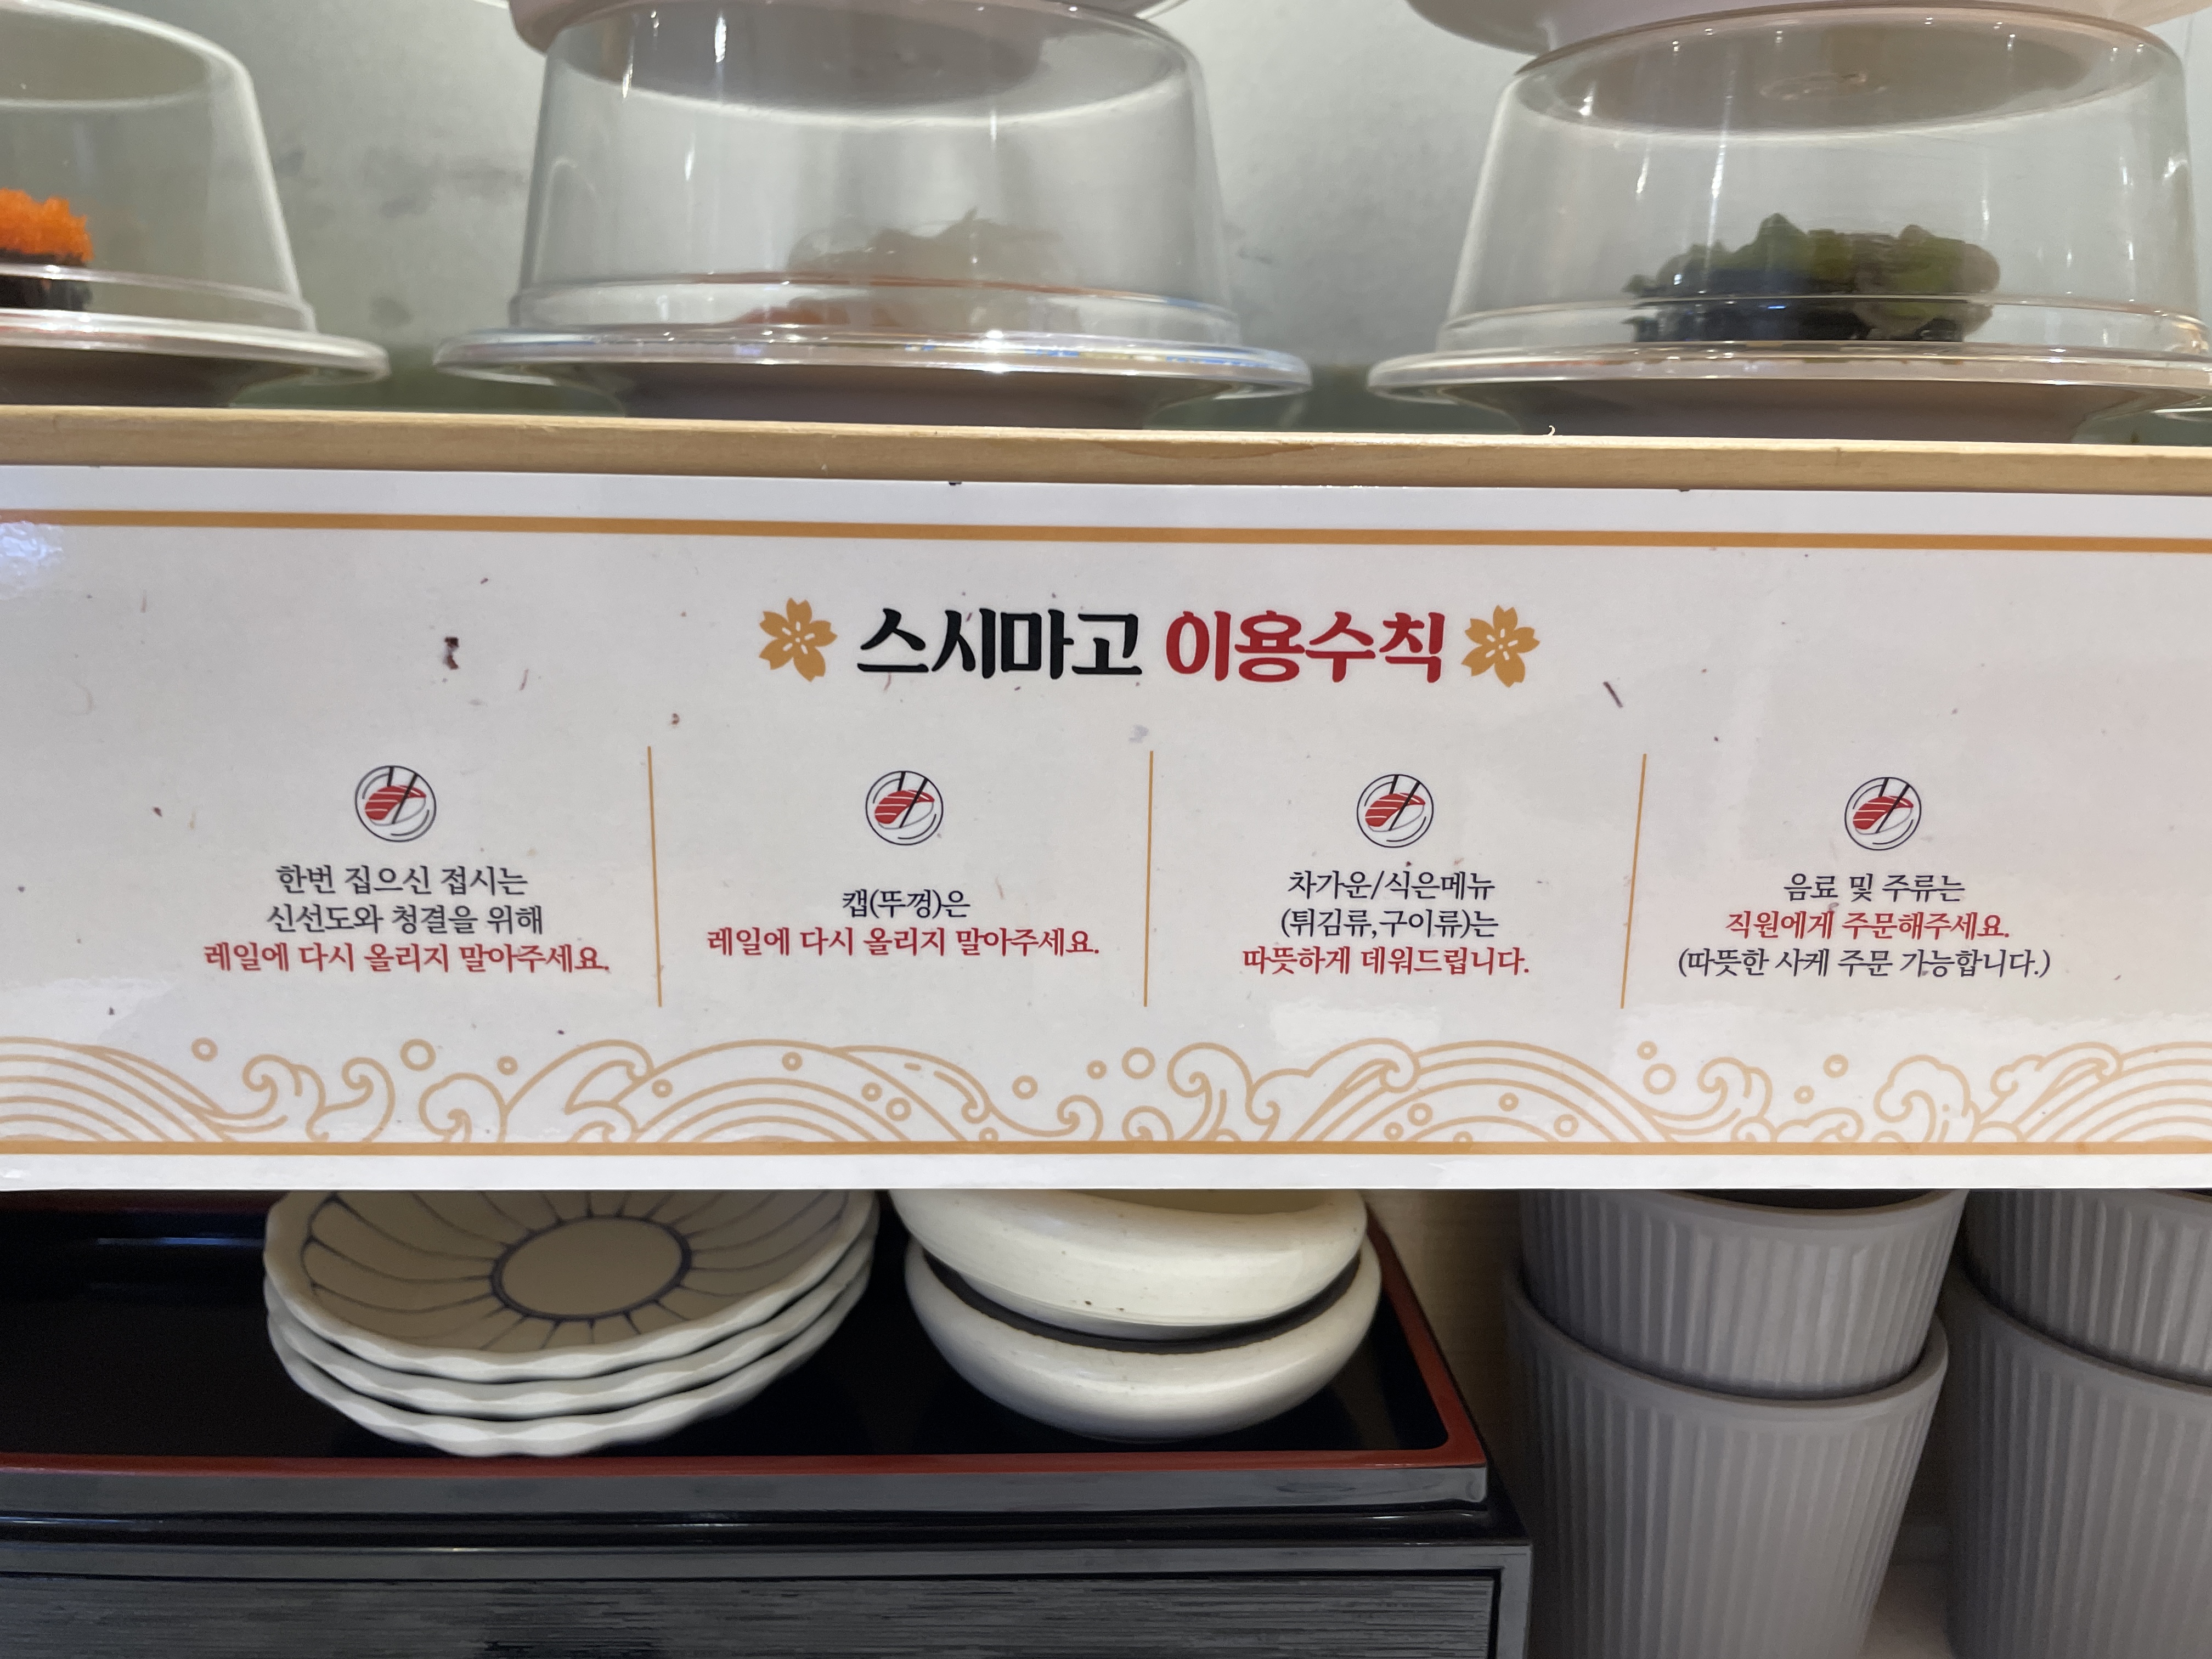 스시마고 이용수칙
한번 집으신 접시는
신선도와 청결을 위해
레일에 다시 올리지 말아주세요.
캡(뚜껑)은
레일에 다시 올리지 말아주세요.
차가운/식은메뉴
(튀김류,구이류)는
따뜻하게 데워드립니다.
음료 및 주류는
직원에게 주문해주세요.
(따뜻한 사케 주문 가능합니다.)